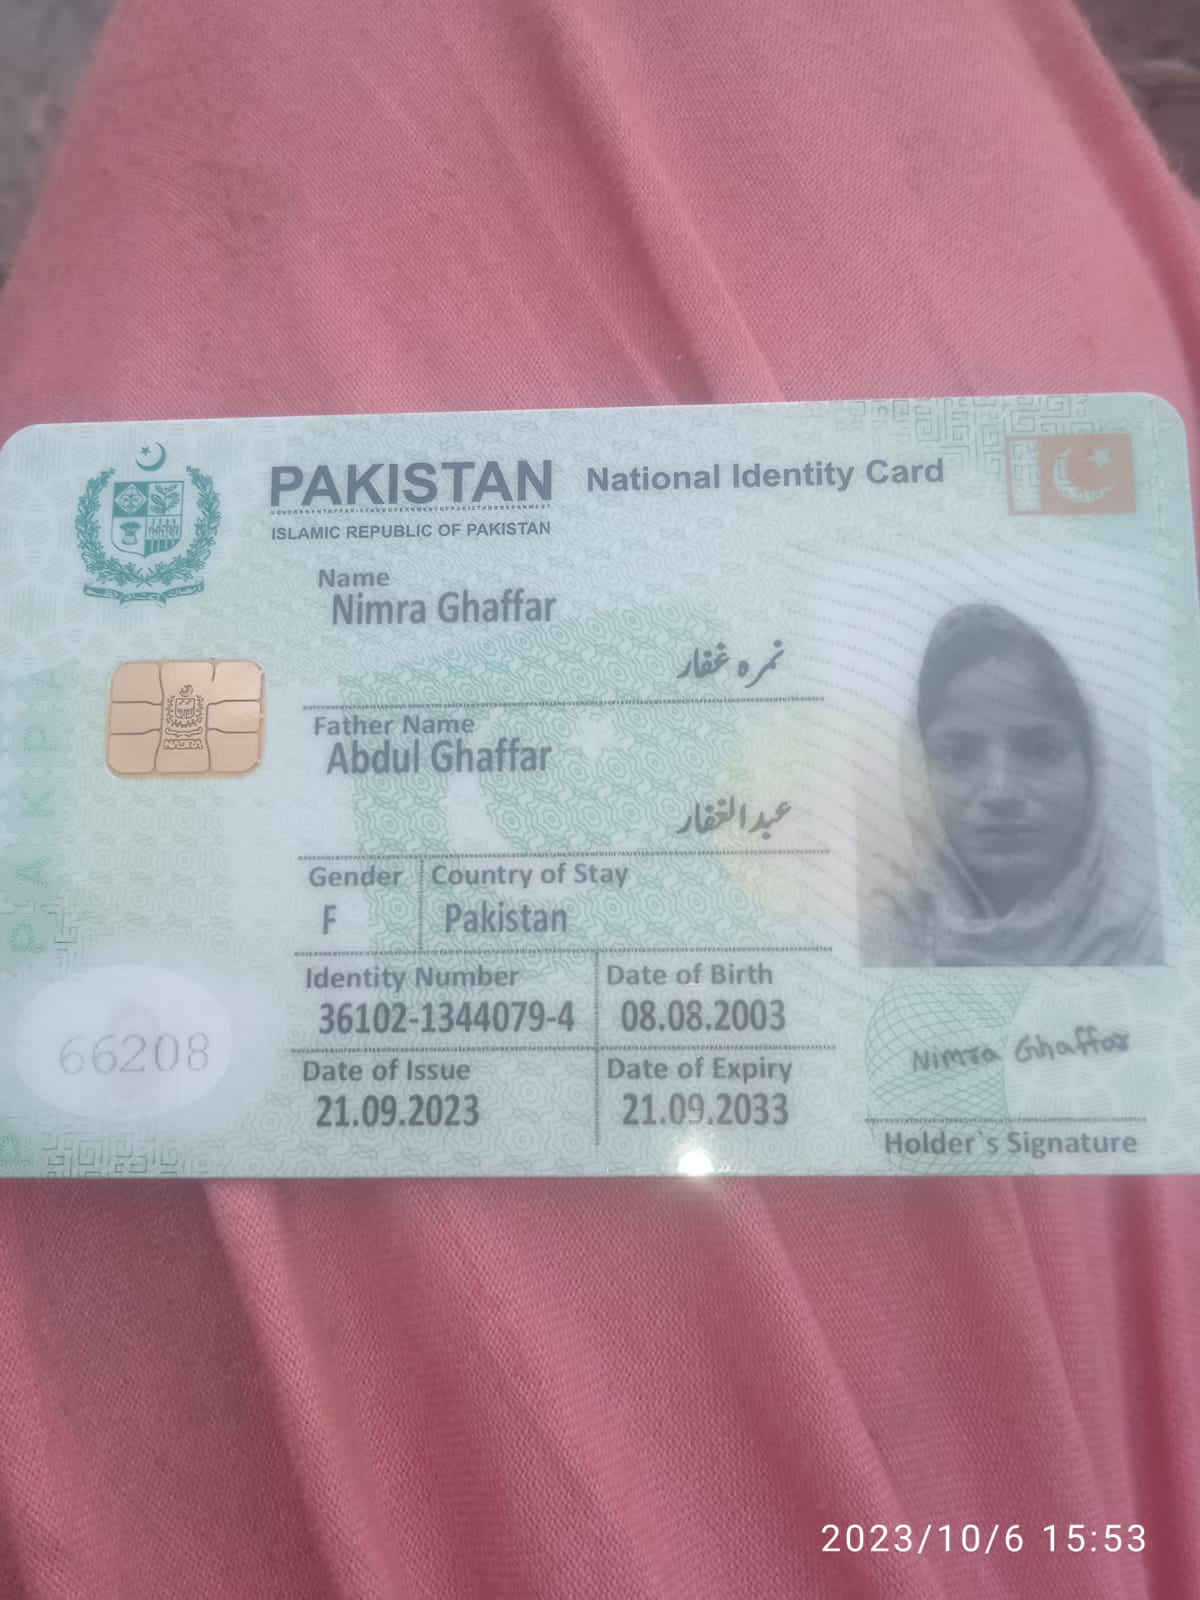 PAKISTAN National Identity Card
ISLAMIC REPUBLIC OF PAKISTAN
Name
Nimra Ghaffar
نمرہ غفار
Father Name
Abdul Ghaffar
عبدالغفار
Gender Country of Stay
F Pakistan
Identity Number Date of Birth
36102-1344079-4 08.08.2003
Date of Issue Date of Expiry
21.09.2023 21.09.2033
Nimra Ghaffar
Holder`s Signature
66208
PAK
NADRA
2023/10/6 15:53